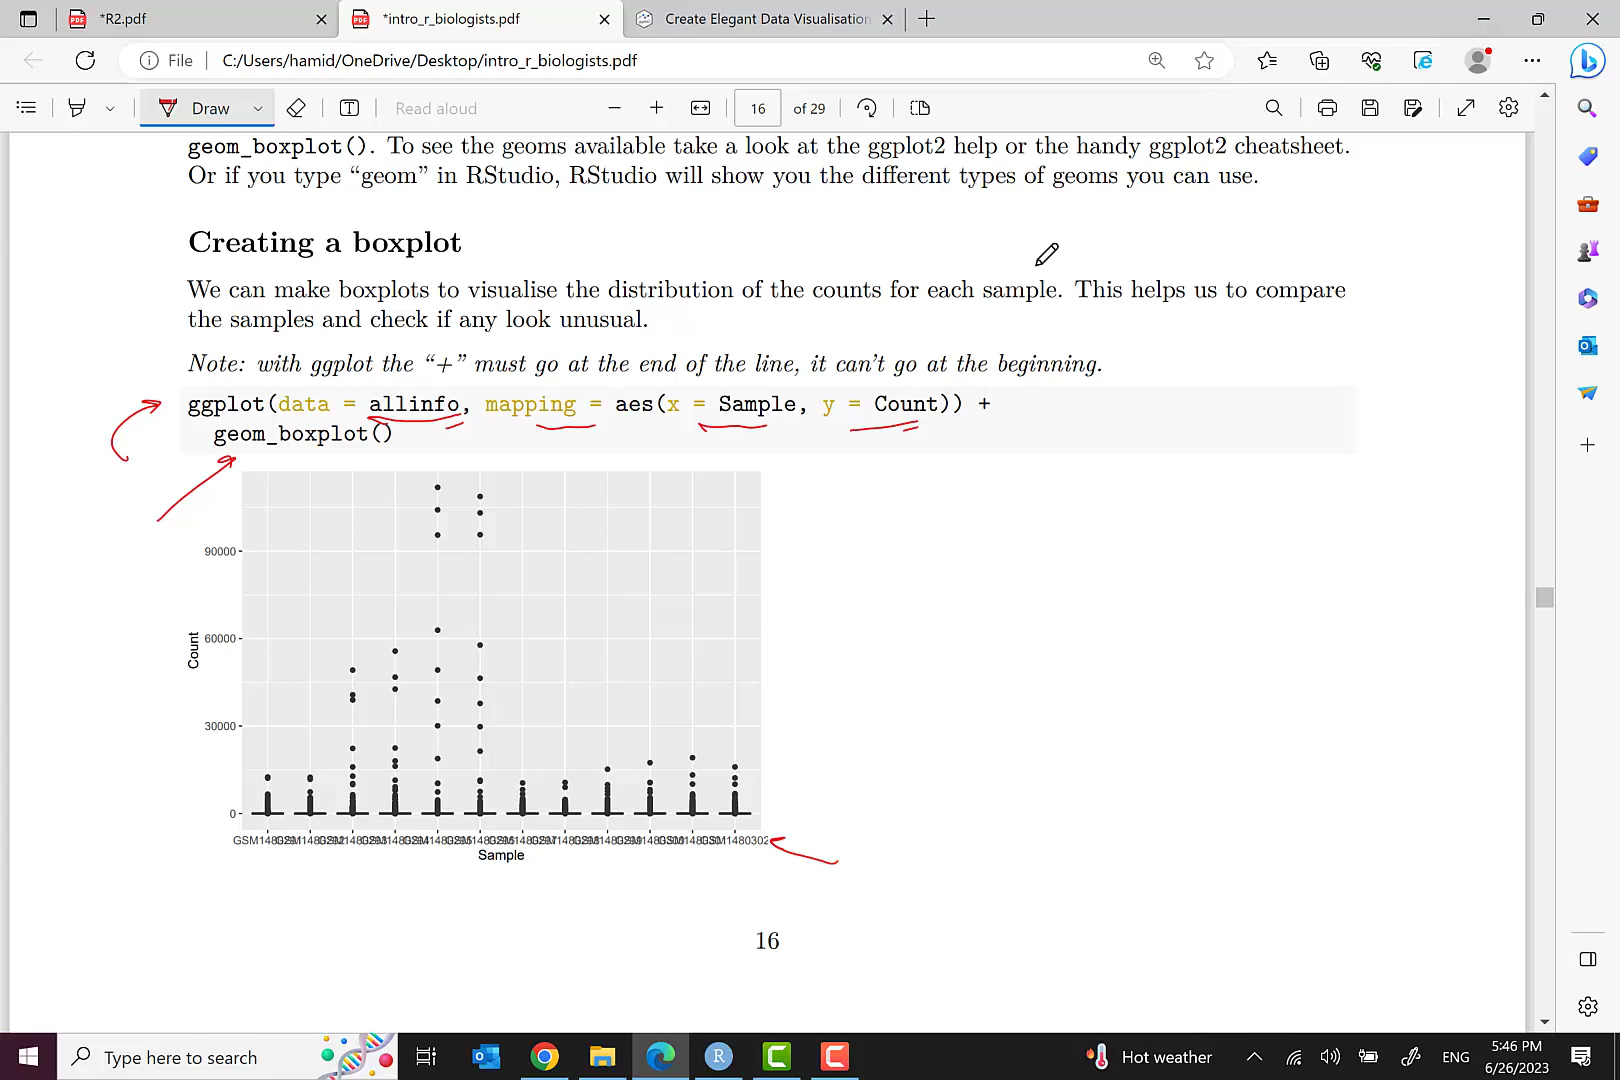 *R2.pdf
*intro_r_biologists.pdf
Create Elegant Data Visualisation
File
C:/Users/hamid/OneDrive/Desktop/intro_r_biologists.pdf
Draw
Read aloud
16
of 29
geom_boxplot(). To see the geoms available take a look at the ggplot2 help or the handy ggplot2 cheatsheet.
Or if you type “geom” in RStudio, RStudio will show you the different types of geoms you can use.
Creating a boxplot
We can make boxplots to visualise the distribution of the counts for each sample. This helps us to compare
the samples and check if any look unusual.
Note: with ggplot the “+” must go at the end of the line, it can’t go at the beginning.
ggplot(data = allinfo, mapping = aes(x = Sample, y = Count)) +
geom_boxplot()
90000
60000
30000
0
Count
Sample
16
Type here to search
Hot weather
ENG
5:46 PM
6/26/2023